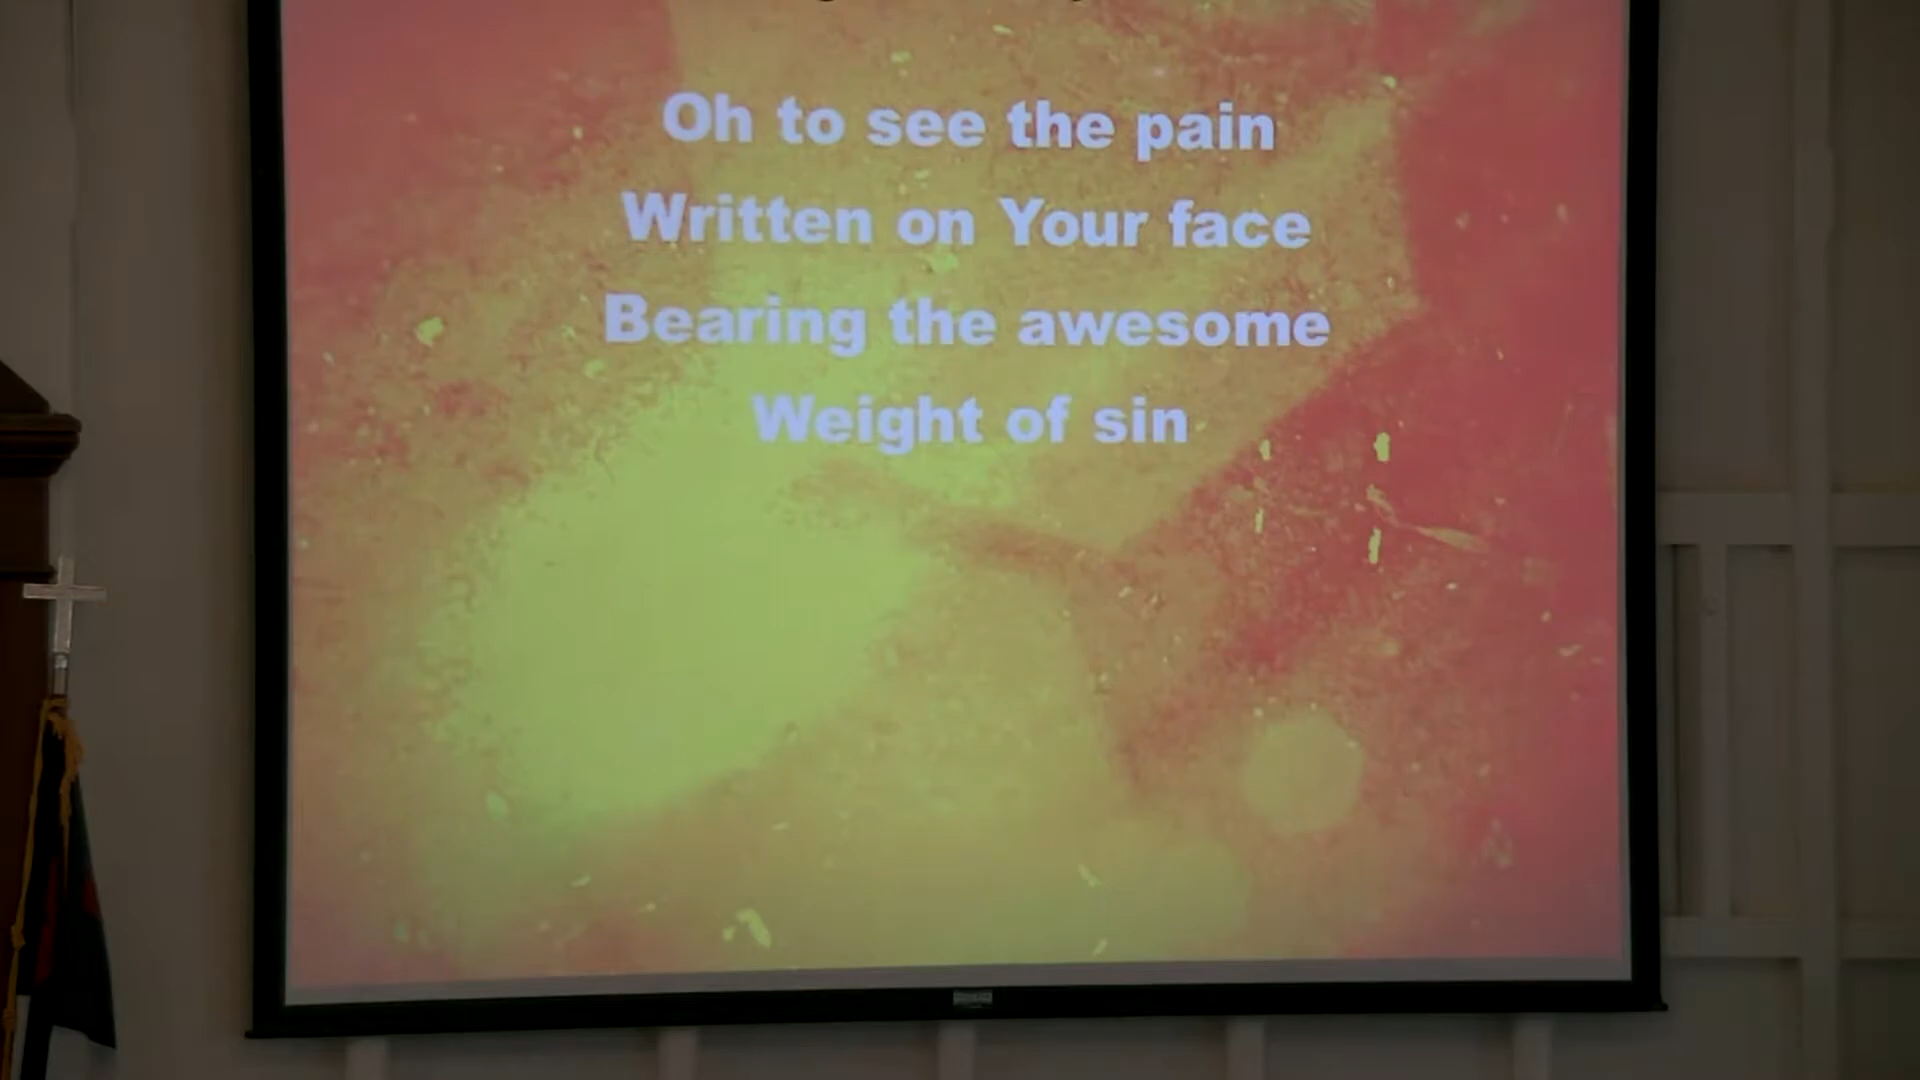 Oh to see the pain
Written on Your face
Bearing the awesome
Weight of sin